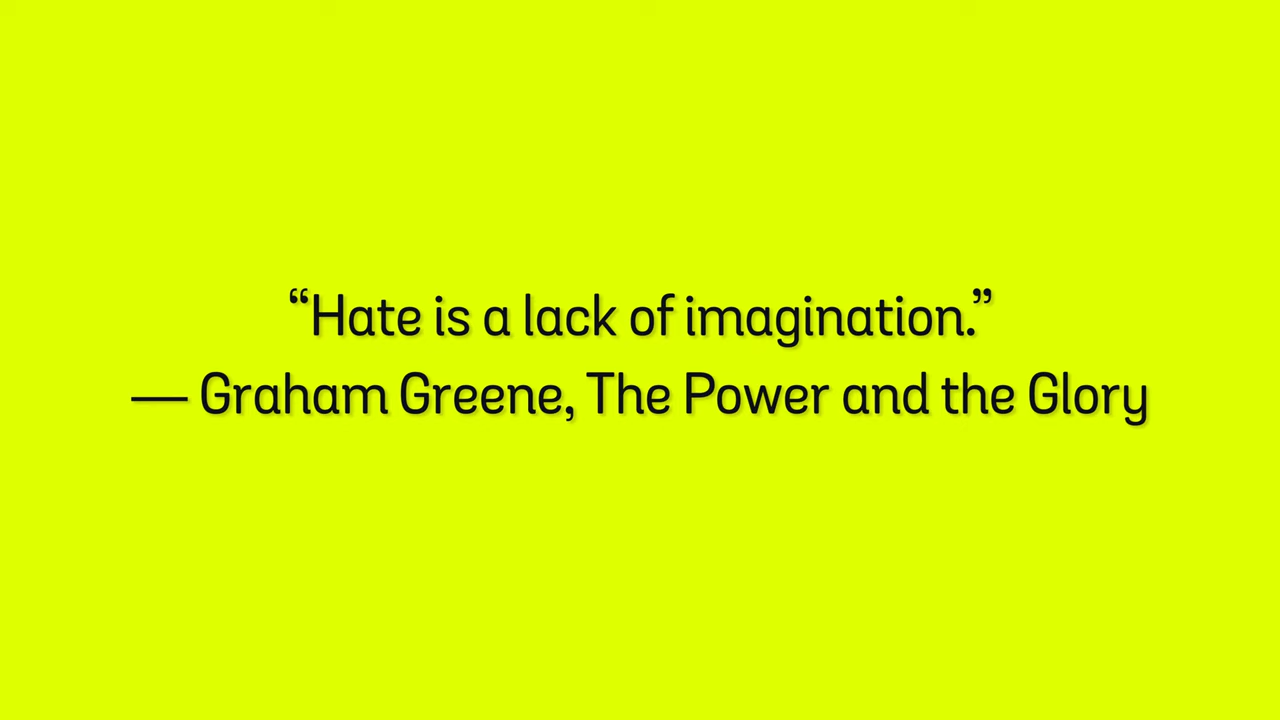 “Hate is a lack of imagination.”
— Graham Greene, The Power and the Glory